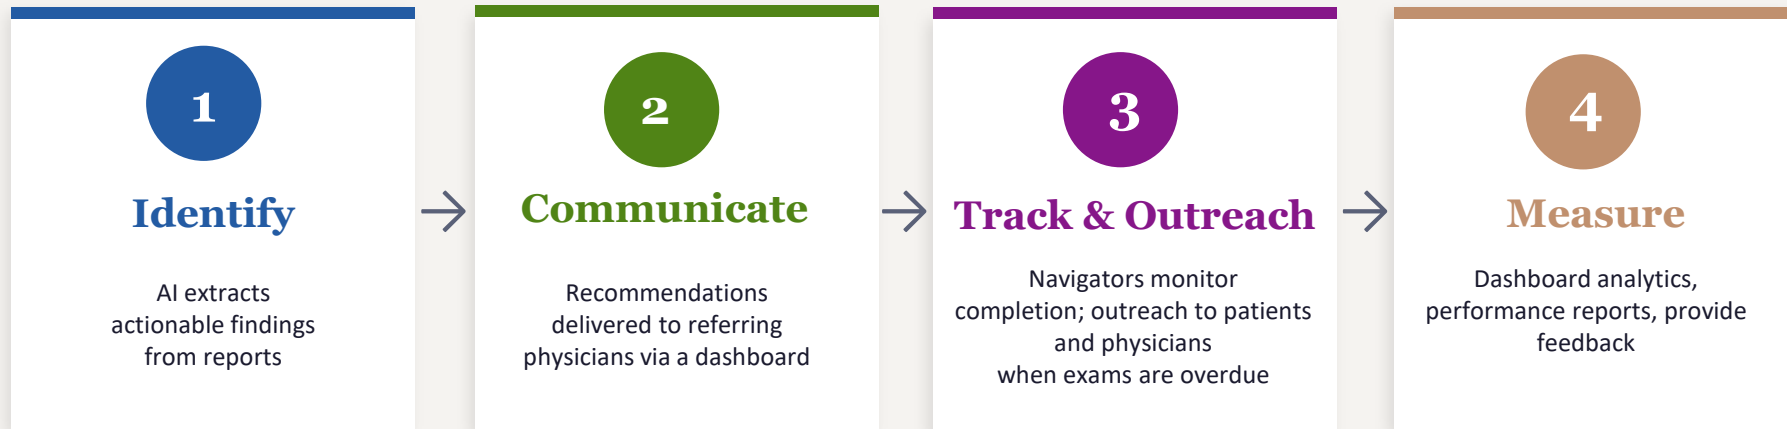 1
Identify
AI extracts
actionable findings
from reports
2
Communicate
Recommendations
delivered to referring
physicians via a dashboard
3
Track & Outreach
Navigators monitor
completion; outreach to patients
and physicians
when exams are overdue
4
Measure
Dashboard analytics,
performance reports, provide
feedback